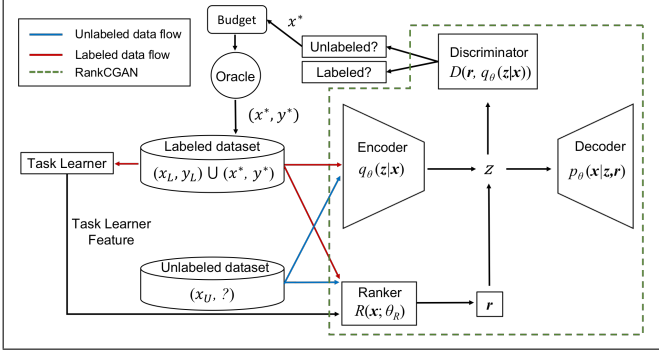 Unlabeled data flow
Labeled data flow
RankCGAN
Budget
x*
Unlabeled?
Labeled?
Discriminator
D(r, qθ(z|x))
Oracle
(x*, y*)
Labeled dataset
(xL, yL) ∪ (x*, y*)
Task Learner
Encoder
qθ(z|x)
z
Decoder
pθ(x|z,r)
Task Learner
Feature
Unlabeled dataset
(xU, ?)
Ranker
R(x; θR)
r